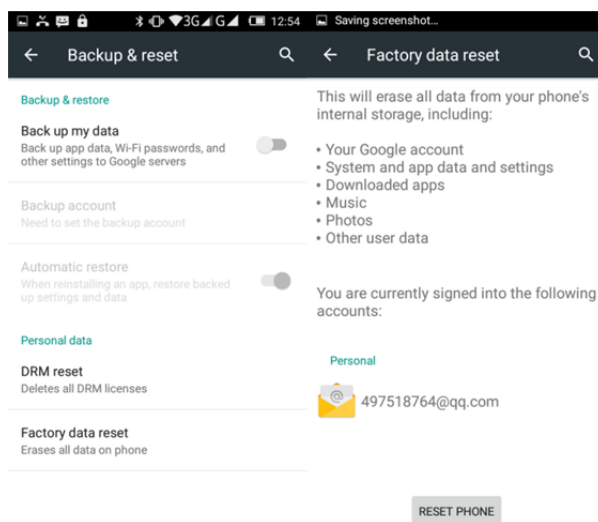 3G G 12:54
Backup & reset
Backup & restore
Back up my data
Back up app data, Wi-Fi passwords, and
other settings to Google servers
Backup account
Need to set the backup account
Automatic restore
When reinstalling an app, restore backed
up settings and data
Personal data
DRM reset
Deletes all DRM licenses
Factory data reset
Erases all data on phone
Saving screenshot...
Factory data reset
This will erase all data from your phone's
internal storage, including:
• Your Google account
• System and app data and settings
• Downloaded apps
• Music
• Photos
• Other user data
You are currently signed into the following
accounts:
Personal
497518764@qq.com
RESET PHONE